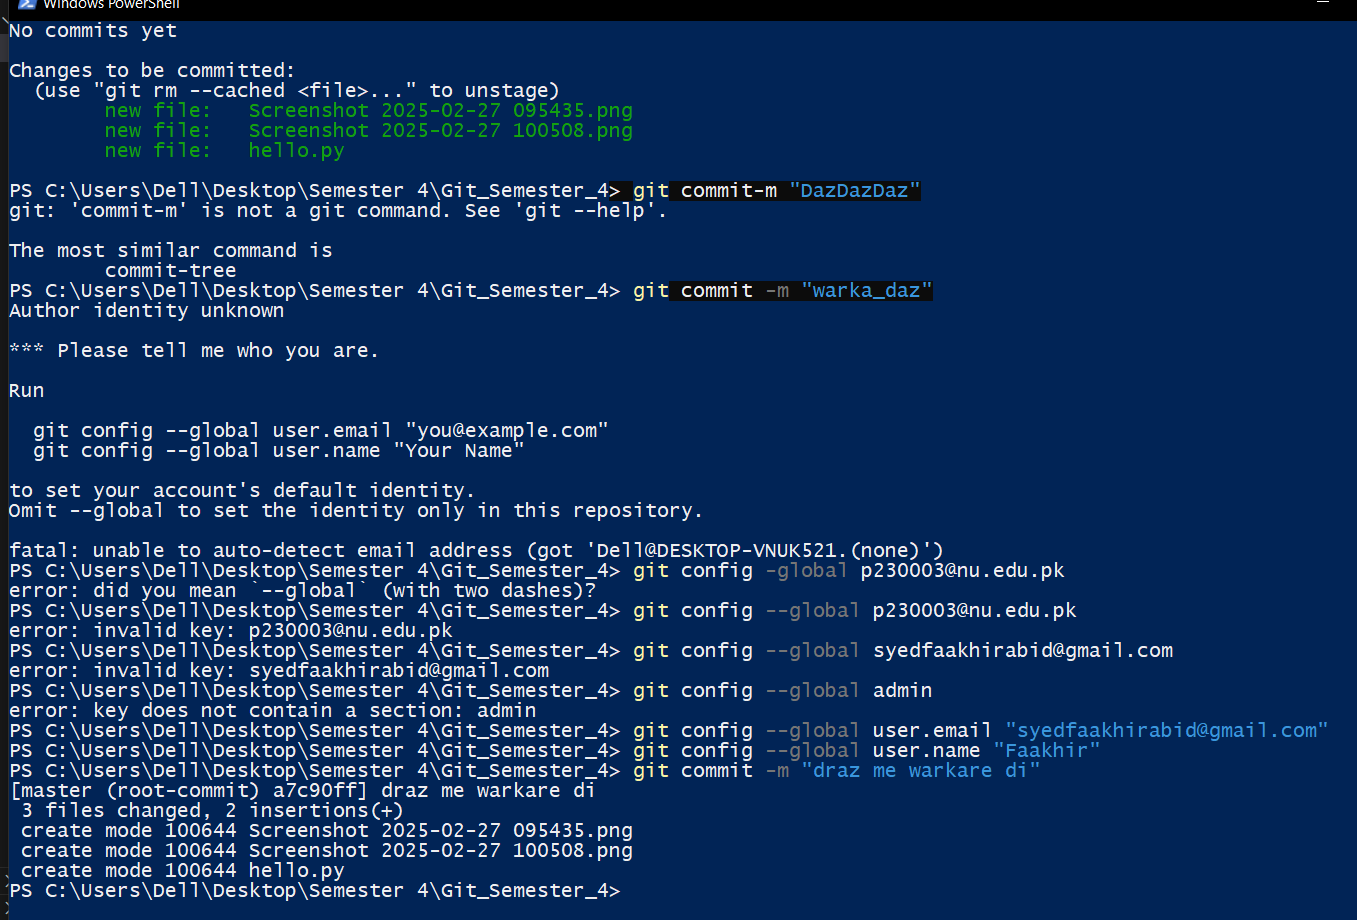 Windows PowerShell
No commits yet
Changes to be committed:
(use "git rm --cached <file>..." to unstage)
new file: Screenshot 2025-02-27 095435.png
new file: Screenshot 2025-02-27 100508.png
new file: hello.py
PS C:\Users\Dell\Desktop\Semester 4\Git_Semester_4> git commit-m "DazDazDaz"
git: 'commit-m' is not a git command. See 'git --help'.
The most similar command is
commit-tree
PS C:\Users\Dell\Desktop\Semester 4\Git_Semester_4> git commit -m "warka_daz"
Author identity unknown
*** Please tell me who you are.
Run
git config --global user.email "you@example.com"
git config --global user.name "Your Name"
to set your account's default identity.
Omit --global to set the identity only in this repository.
fatal: unable to auto-detect email address (got 'Dell@DESKTOP-VNUK521.(none)')
PS C:\Users\Dell\Desktop\Semester 4\Git_Semester_4> git config -global p230003@nu.edu.pk
error: did you mean `--global` (with two dashes)?
PS C:\Users\Dell\Desktop\Semester 4\Git_Semester_4> git config --global p230003@nu.edu.pk
error: invalid key: p230003@nu.edu.pk
PS C:\Users\Dell\Desktop\Semester 4\Git_Semester_4> git config --global syedfaakhirabid@gmail.com
error: invalid key: syedfaakhirabid@gmail.com
PS C:\Users\Dell\Desktop\Semester 4\Git_Semester_4> git config --global admin
error: key does not contain a section: admin
PS C:\Users\Dell\Desktop\Semester 4\Git_Semester_4> git config --global user.email "syedfaakhirabid@gmail.com"
PS C:\Users\Dell\Desktop\Semester 4\Git_Semester_4> git config --global user.name "Faakhir"
PS C:\Users\Dell\Desktop\Semester 4\Git_Semester_4> git commit -m "draz me warkare di"
[master (root-commit) a7c90ff] draz me warkare di
3 files changed, 2 insertions(+)
create mode 100644 Screenshot 2025-02-27 095435.png
create mode 100644 Screenshot 2025-02-27 100508.png
create mode 100644 hello.py
PS C:\Users\Dell\Desktop\Semester 4\Git_Semester_4>